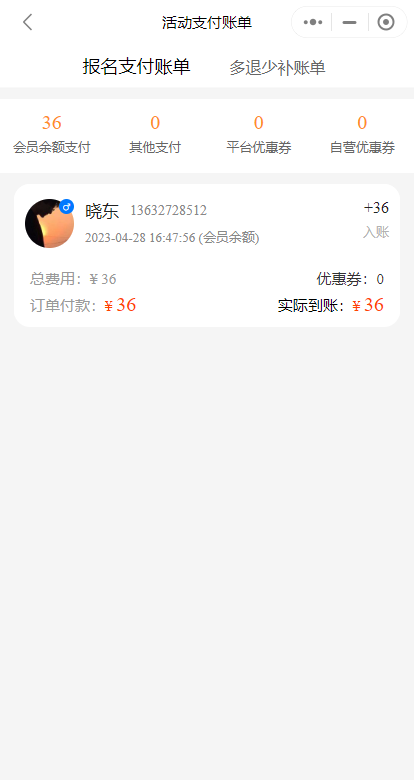 活动支付账单
报名支付账单 多退少补账单
36 0 0 0
会员余额支付 其他支付 平台优惠券 自营优惠券
晓东 13632728512 +36
2023-04-28 16:47:56 (会员余额) 入账
总费用：¥ 36 优惠券：0
订单付款：¥ 36 实际到账：¥ 36